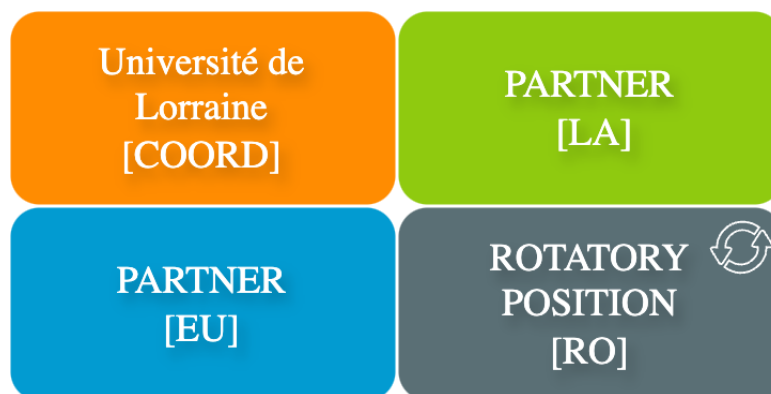 Université de
Lorraine
[COORD]
PARTNER
[LA]
PARTNER
[EU]
ROTATORY
POSITION
[RO]